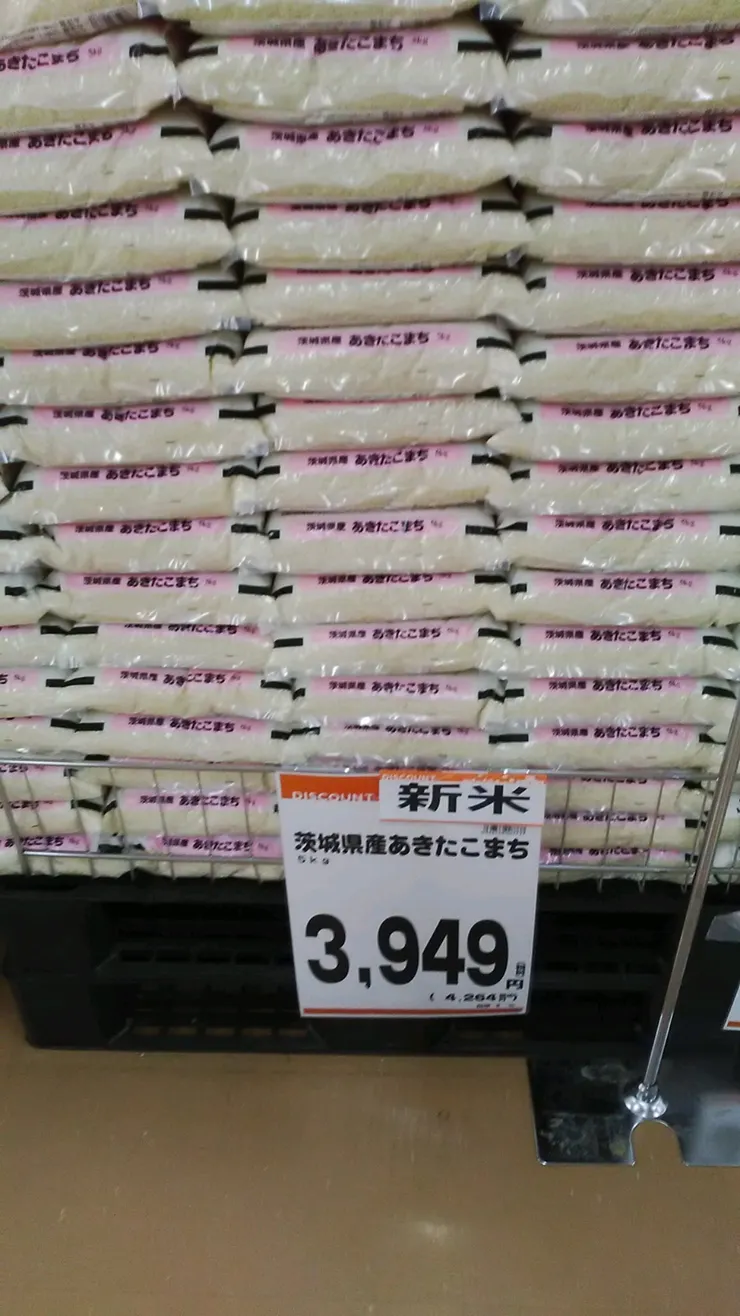 茨城県産 あきたこまち 5kg
DISCOUNT
新米
茨城県産あきたこまち
5kg
3,949円
(4,264円)